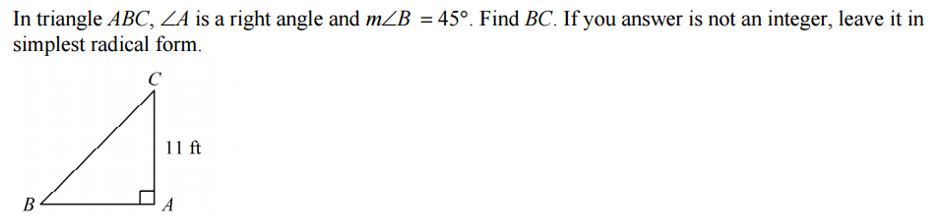 In triangle ABC, ∠A is a right angle and m∠B = 45°. Find BC. If you answer is not an integer, leave it in
simplest radical form.
C
11 ft
B
A